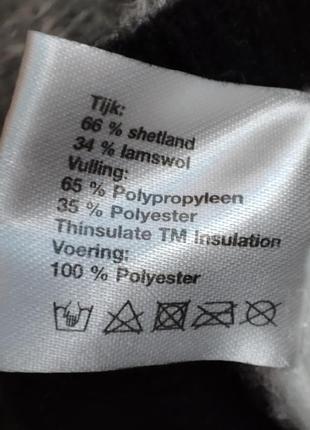 Tijk:
66 % shetland
34 % lamswol
Vulling:
65 % Polypropyleen
35 % Polyester
Thinsulate TM Insulation
Voering:
100 % Polyester